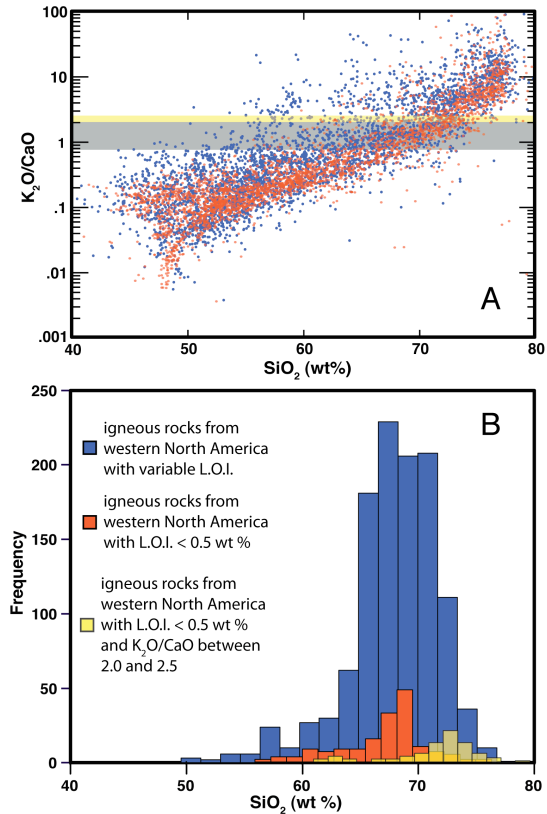 100
10
1
.1
.01
.001
K2O/CaO
A
40 50 60 70 80
SiO2 (wt%)
250
200
150
100
50
0
Frequency
B
igneous rocks from
western North America
with variable L.O.I.
igneous rocks from
western North America
with L.O.I. < 0.5 wt %
igneous rocks from
western North America
with L.O.I. < 0.5 wt %
and K2O/CaO between
2.0 and 2.5
40 50 60 70 80
SiO2 (wt %)